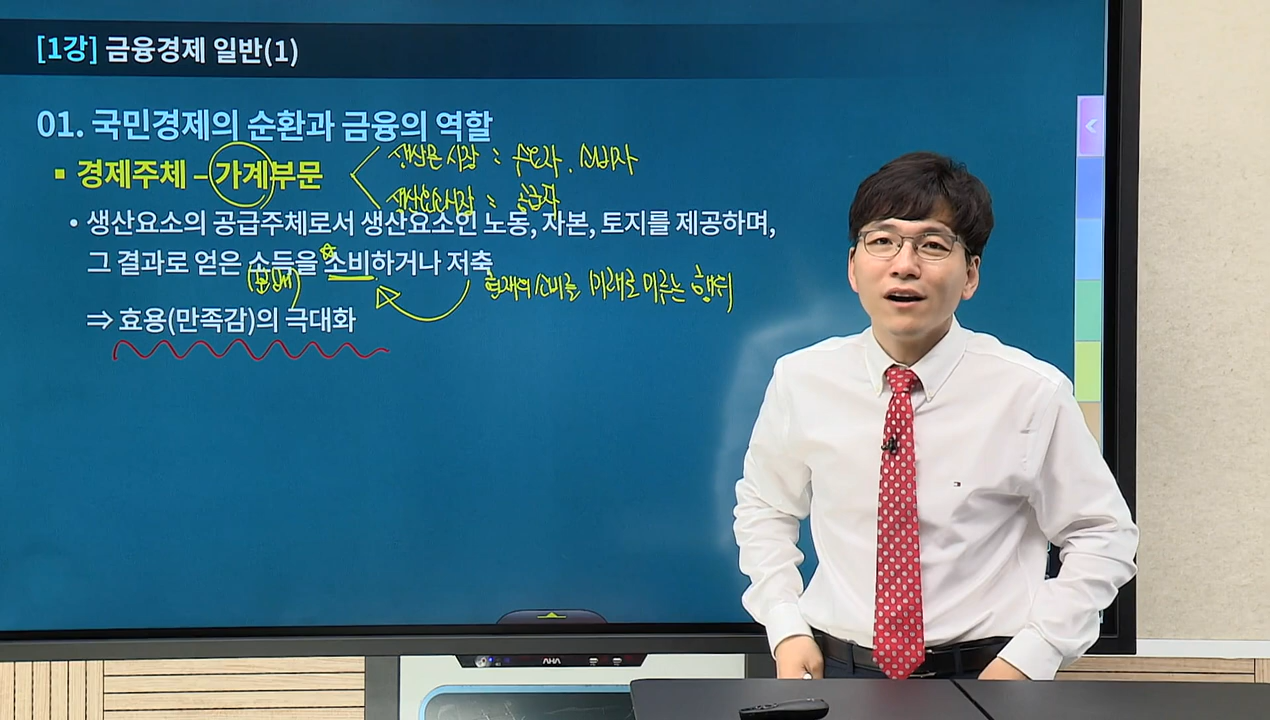 [1강] 금융경제 일반(1)
01. 국민경제의 순환과 금융의 역할
▪ 경제주체 – 가계부문
생산물 시장 : 수요자, 소비자
생산요소시장 : 공급자
• 생산요소의 공급주체로서 생산요소인 노동, 자본, 토지를 제공하며,
그 결과로 얻은 소득을 소비하거나 저축
(분배)
현재의 소비를 미래로 미루는 행위
⇒ 효용(만족감)의 극대화
AHA